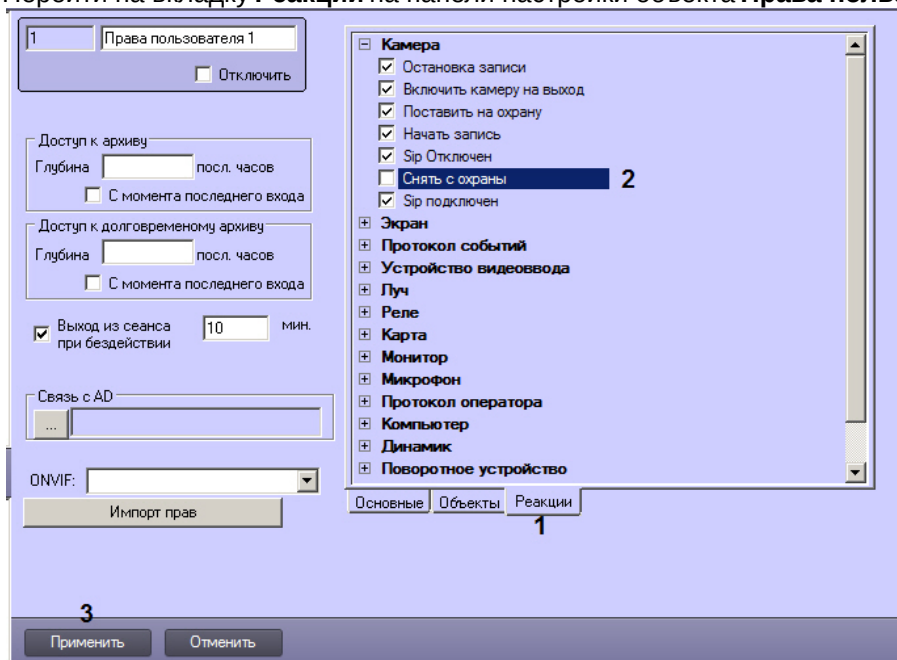 Перейти на вкладку Реакции на панели настройки объекта Права польз
1 Права пользователя 1
Отключить
Доступ к архиву
Глубина посл. часов
С момента последнего входа
Доступ к долговременому архиву
Глубина посл. часов
С момента последнего входа
Выход из сеанса при бездействии 10 мин.
Связь с AD
...
ONVIF:
Импорт прав
Камера
Остановка записи
Включить камеру на выход
Поставить на охрану
Начать запись
Sip Отключен
Снять с охраны 2
Sip подключен
Экран
Протокол событий
Устройство видеоввода
Луч
Реле
Карта
Монитор
Микрофон
Протокол оператора
Компьютер
Динамик
Поворотное устройство
Основные Объекты Реакции
1
3
Применить Отменить